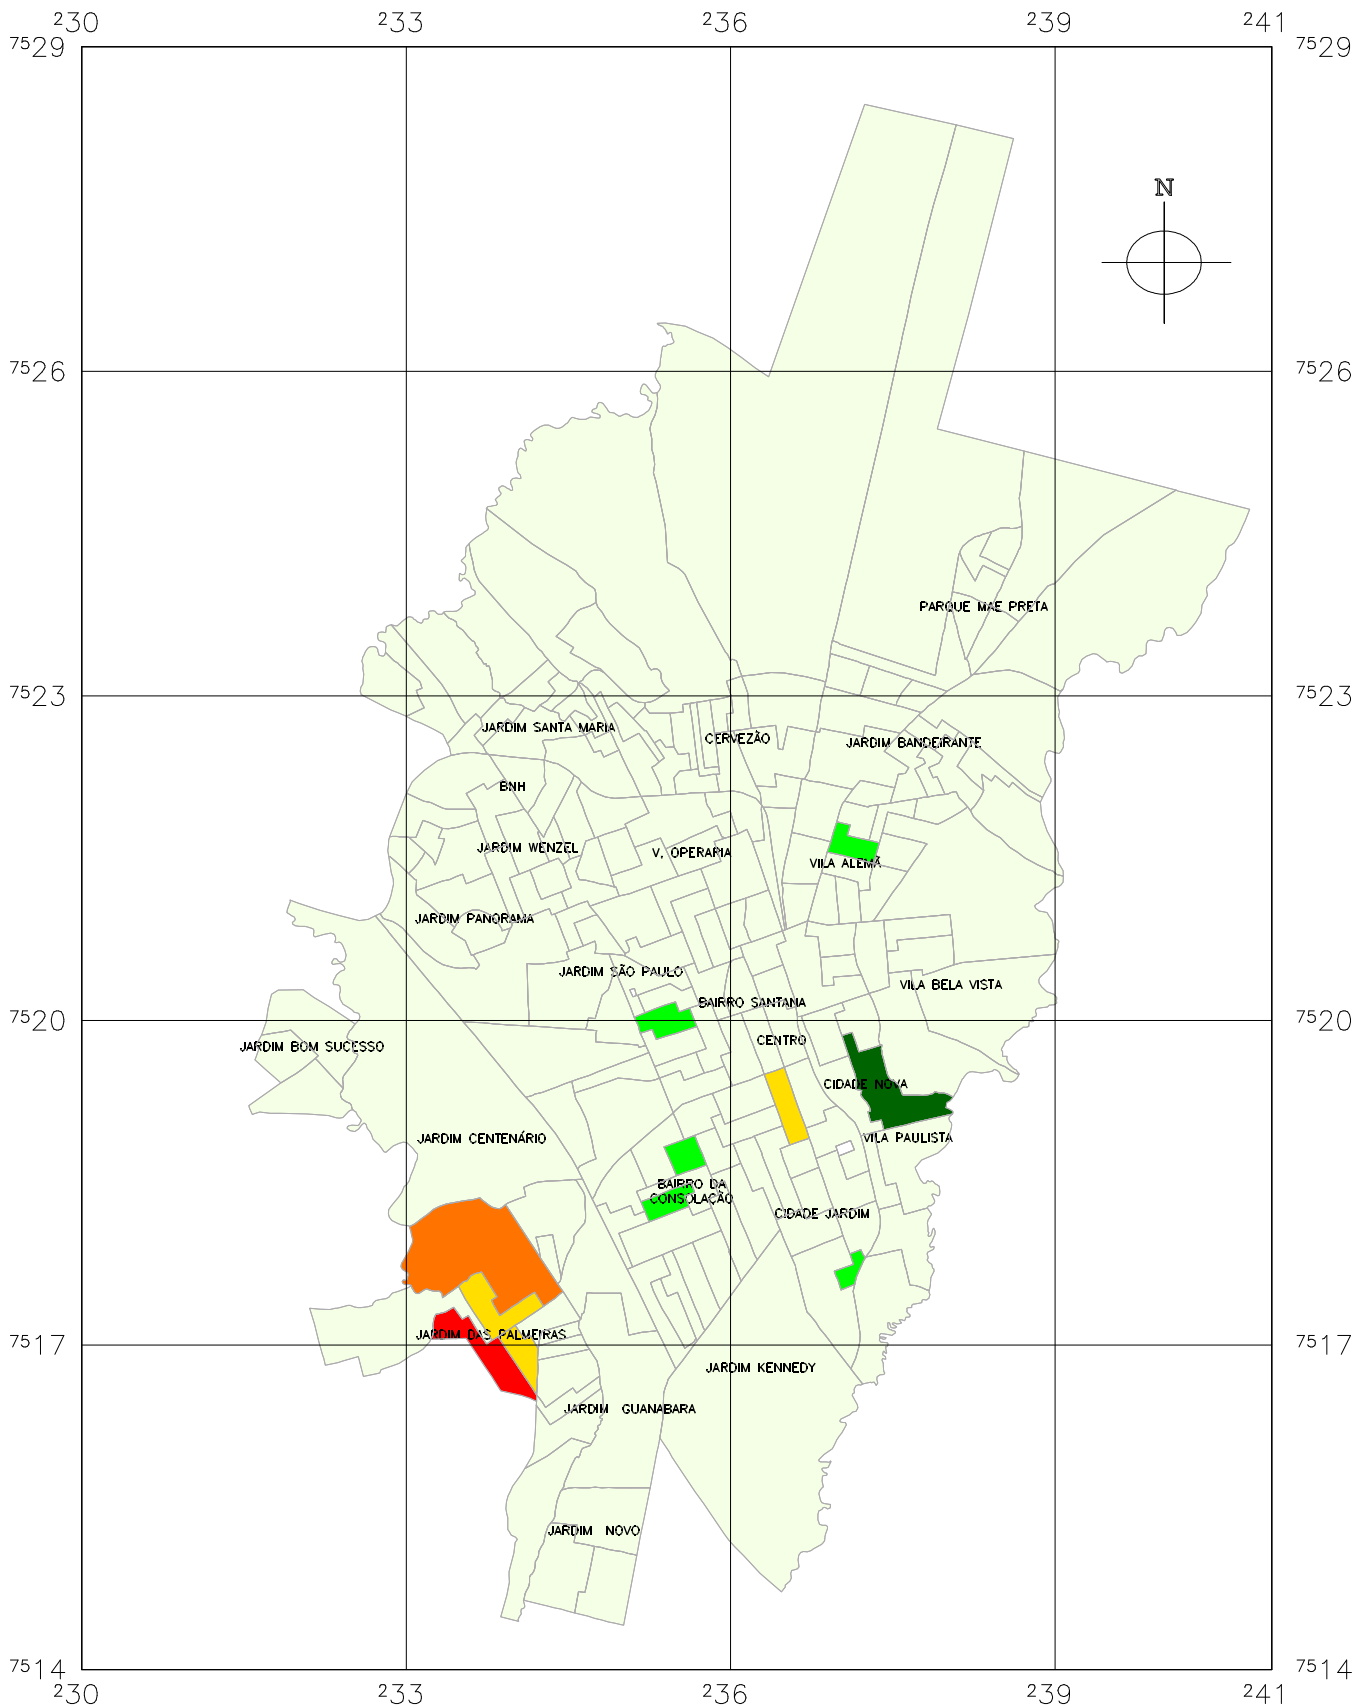 ²30 ²33 ²36 ²39 ²41
⁷⁵29 ⁷⁵29
N
⁷⁵26 ⁷⁵26
PARQUE MAE PRETA
⁷⁵23 ⁷⁵23
JARDIM SANTA MARIA
CERVEZÃO
JARDIM BANDEIRANTE
BNH
JARDIM WENZEL
V. OPERARIA
VILA ALEMÃ
JARDIM PANORAMA
JARDIM SÃO PAULO
VILA BELA VISTA
BAIRRO SANTANA
⁷⁵20 ⁷⁵20
CENTRO
JARDIM BOM SUCESSO
CIDADE NOVA
JARDIM CENTENÁRIO
VILA PAULISTA
BAIRRO DA
CONSOLAÇÃO
CIDADE JARDIM
JARDIM DAS PALMEIRAS
⁷⁵17 ⁷⁵17
JARDIM KENNEDY
JARDIM GUANABARA
JARDIM NOVO
⁷⁵14 ⁷⁵14
²30 ²33 ²36 ²39 ²41